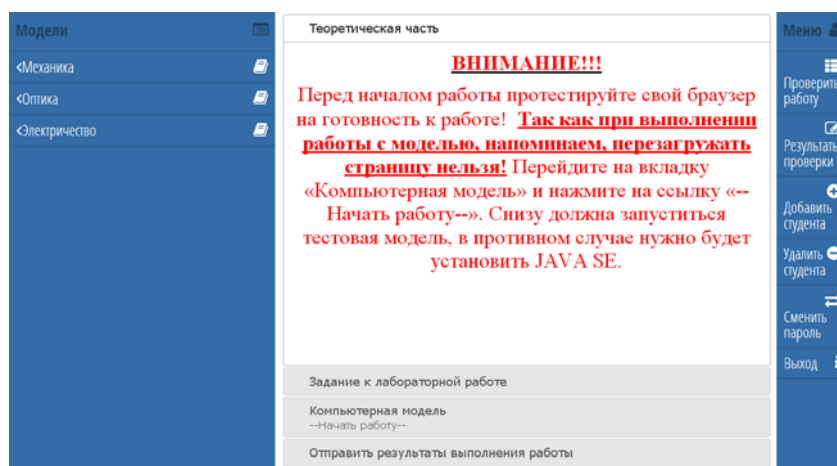 Модели
<Механика
<Оптика
<Электричество
Теоретическая часть
ВНИМАНИЕ!!!
Перед началом работы протестируйте свой браузер
на готовность к работе! Так как при выполнении
работы с моделью, напоминаем, перезагружать
страницу нельзя! Перейдите на вкладку
«Компьютерная модель» и нажмите на ссылку «--
Начать работу--». Снизу должна запуститься
тестовая модель, в противном случае нужно будет
установить JAVA SE.
Задание к лабораторной работе
Компьютерная модель
--Начать работу--
Отправить результаты выполнения работы
Меню
Проверить
работу
Результаты
проверки
Добавить
студента
Удалить
студента
Сменить
пароль
Выход